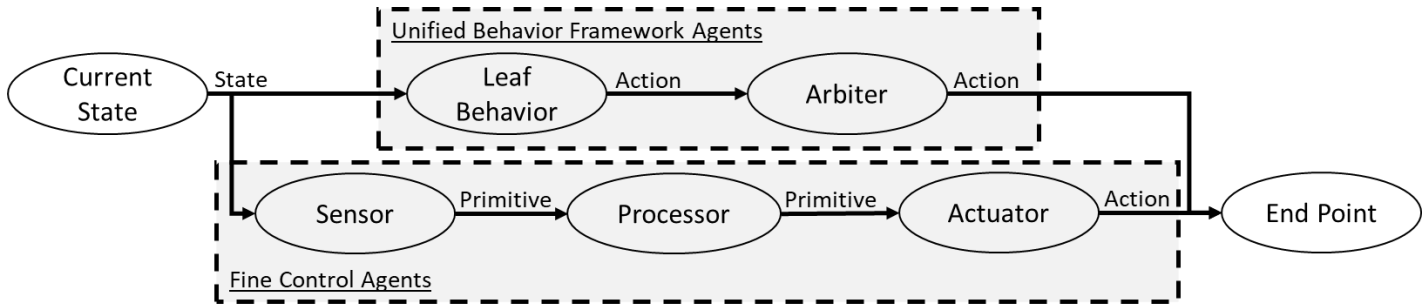 Unified Behavior Framework Agents
Current
State
State
Leaf
Behavior
Action
Arbiter
Action
Sensor
Primitive
Processor
Primitive
Actuator
Action
End Point
Fine Control Agents